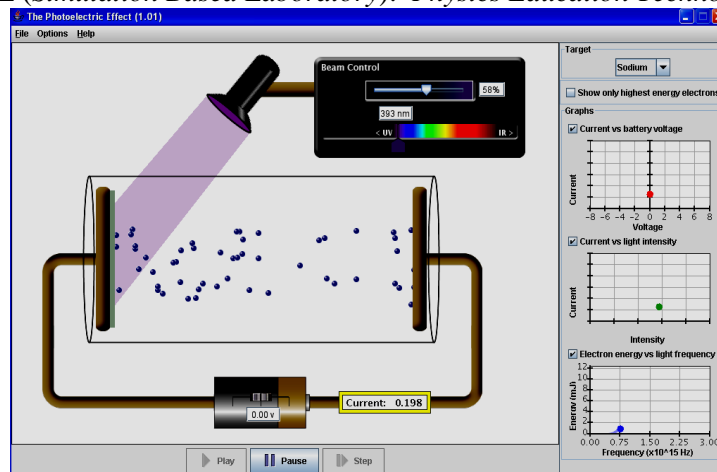 (Simulation Based Laboratory). Physics Education Techno
The Photoelectric Effect (1.01)
File Options Help
Beam Control
58%
393 nm
< UV IR >
Target
Sodium
Show only highest energy electrons
Graphs
Current vs battery voltage
Current
-8 -6 -4 -2 0 2 4 6 8
Voltage
Current vs light intensity
Current
Intensity
Electron energy vs light frequency
12
10
8
6
4
2
0
0.00 0.75 1.50 2.25 3.00
Frequency (x10^15 Hz)
0.00 v
Current: 0.198
Play Pause Step